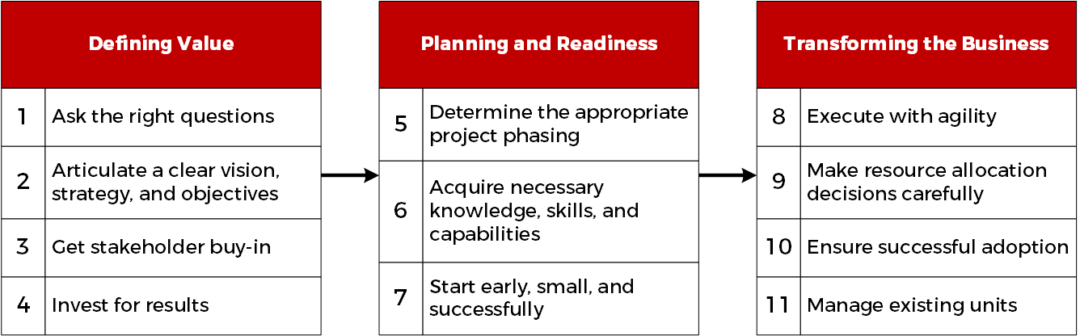 Defining Value
1 Ask the right questions
2 Articulate a clear vision,
strategy, and objectives
3 Get stakeholder buy-in
4 Invest for results
Planning and Readiness
5 Determine the appropriate
project phasing
6 Acquire necessary
knowledge, skills, and
capabilities
7 Start early, small, and
successfully
Transforming the Business
8 Execute with agility
9 Make resource allocation
decisions carefully
10 Ensure successful adoption
11 Manage existing units